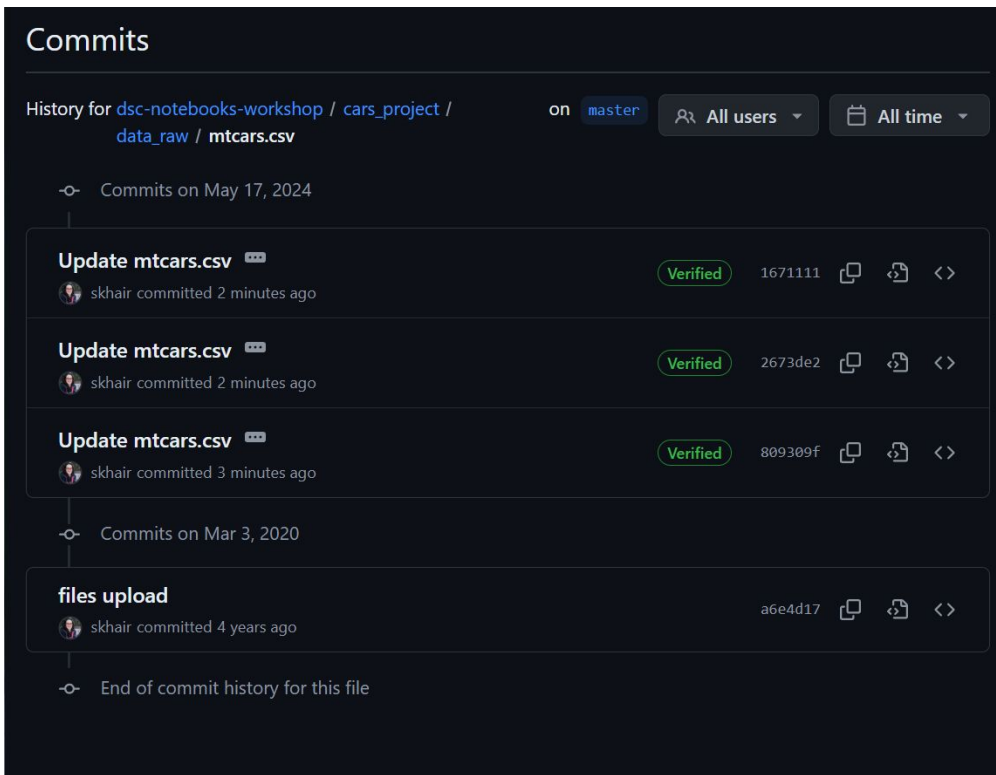 Commits
History for dsc-notebooks-workshop / cars_project / on master All users All time
data_raw / mtcars.csv
Commits on May 17, 2024
Update mtcars.csv
Verified 1671111
skhair committed 2 minutes ago
Update mtcars.csv
Verified 2673de2
skhair committed 2 minutes ago
Update mtcars.csv
Verified 809309f
skhair committed 3 minutes ago
Commits on Mar 3, 2020
files upload
a6e4d17
skhair committed 4 years ago
End of commit history for this file